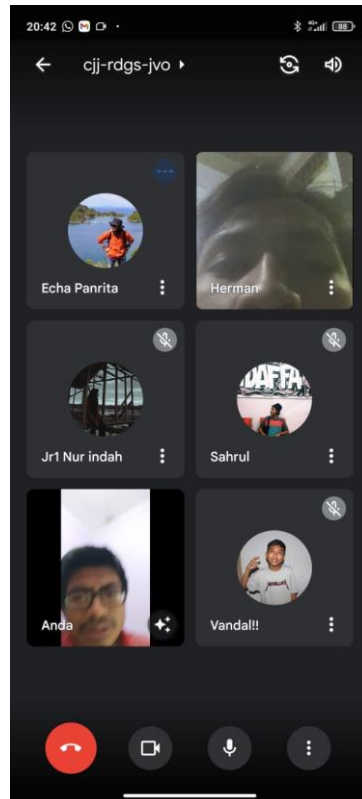 20:42
88
cjj-rdgs-jvo
Echa Panrita
Herman
Jr1 Nur indah
Sahrul
DAFFA
Anda
Vandal!!